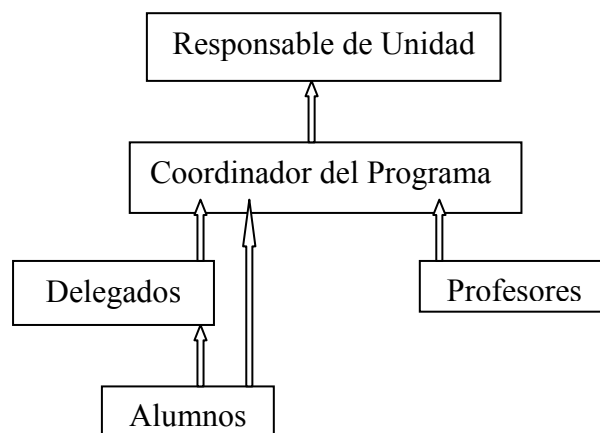 Responsable de Unidad
Coordinador del Programa
Delegados
Profesores
Alumnos